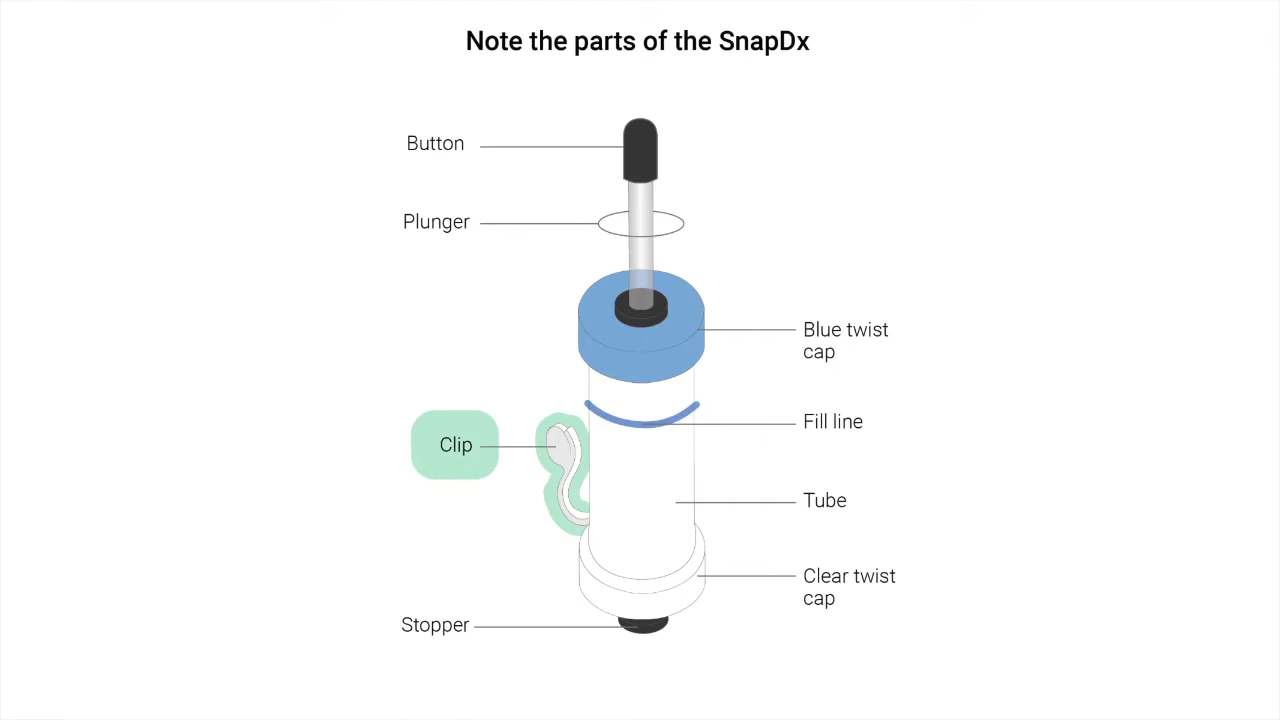 Note the parts of the SnapDx
Button
Plunger
Blue twist
cap
Fill line
Clip
Tube
Clear twist
cap
Stopper